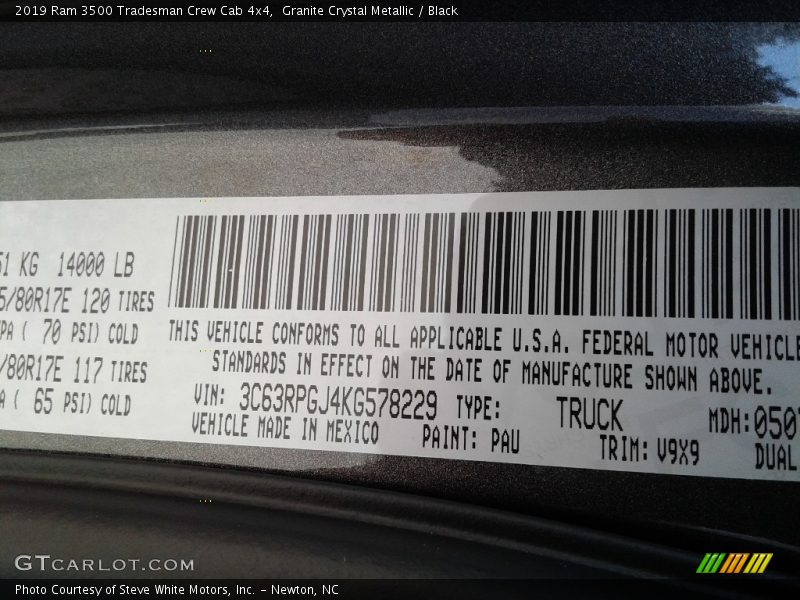 2019 Ram 3500 Tradesman Crew Cab 4x4,  Granite Crystal Metallic / Black
KG 14000 LB
/80R17E 120 TIRES
( 70 PSI) COLD
/80R17E 117 TIRES
( 65 PSI) COLD
THIS VEHICLE CONFORMS TO ALL APPLICABLE U.S.A. FEDERAL MOTOR VEHICLE
STANDARDS IN EFFECT ON THE DATE OF MANUFACTURE SHOWN ABOVE.
VIN: 3C63RPGJ4KG578229 TYPE: TRUCK MDH:050
VEHICLE MADE IN MEXICO PAINT: PAU TRIM: V9X9 DUAL
GTCARLOT.COM
Photo Courtesy of Steve White Motors, Inc. – Newton, NC